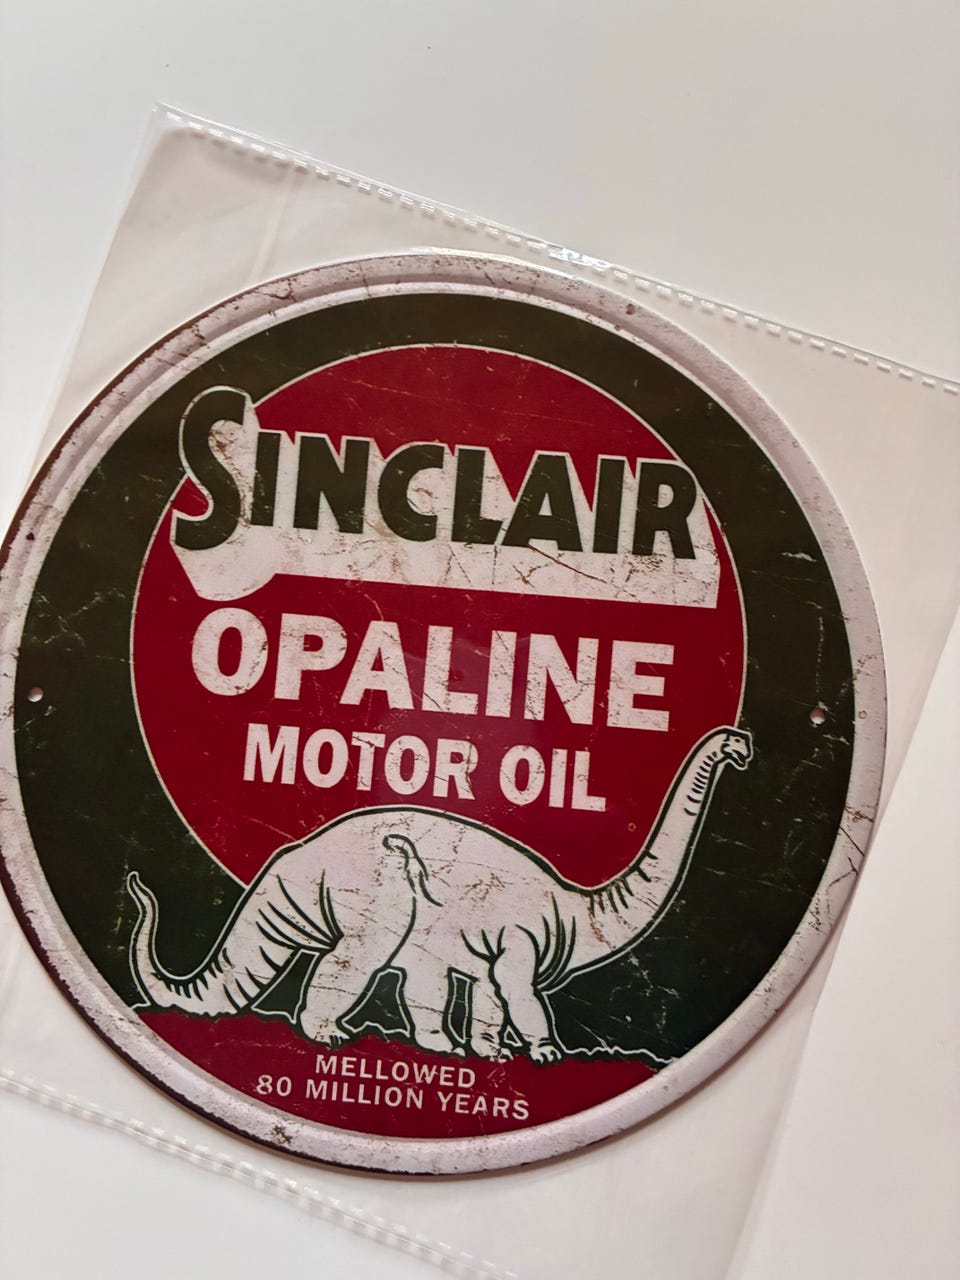 SINCLAIR
OPALINE
MOTOR OIL
MELLOWED
80 MILLION YEARS